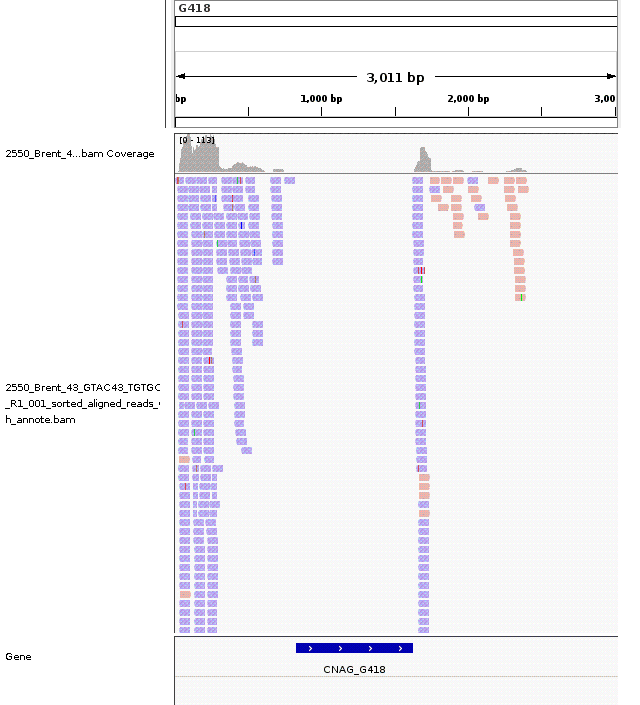 G418
3,011 bp
bp 1,000 bp 2,000 bp 3,00
[0 - 113]
2550_Brent_4...bam Coverage
2550_Brent_43_GTAC43_TGTGC
_R1_001_sorted_aligned_reads_
h_annote.bam
Gene
CNAG_G418